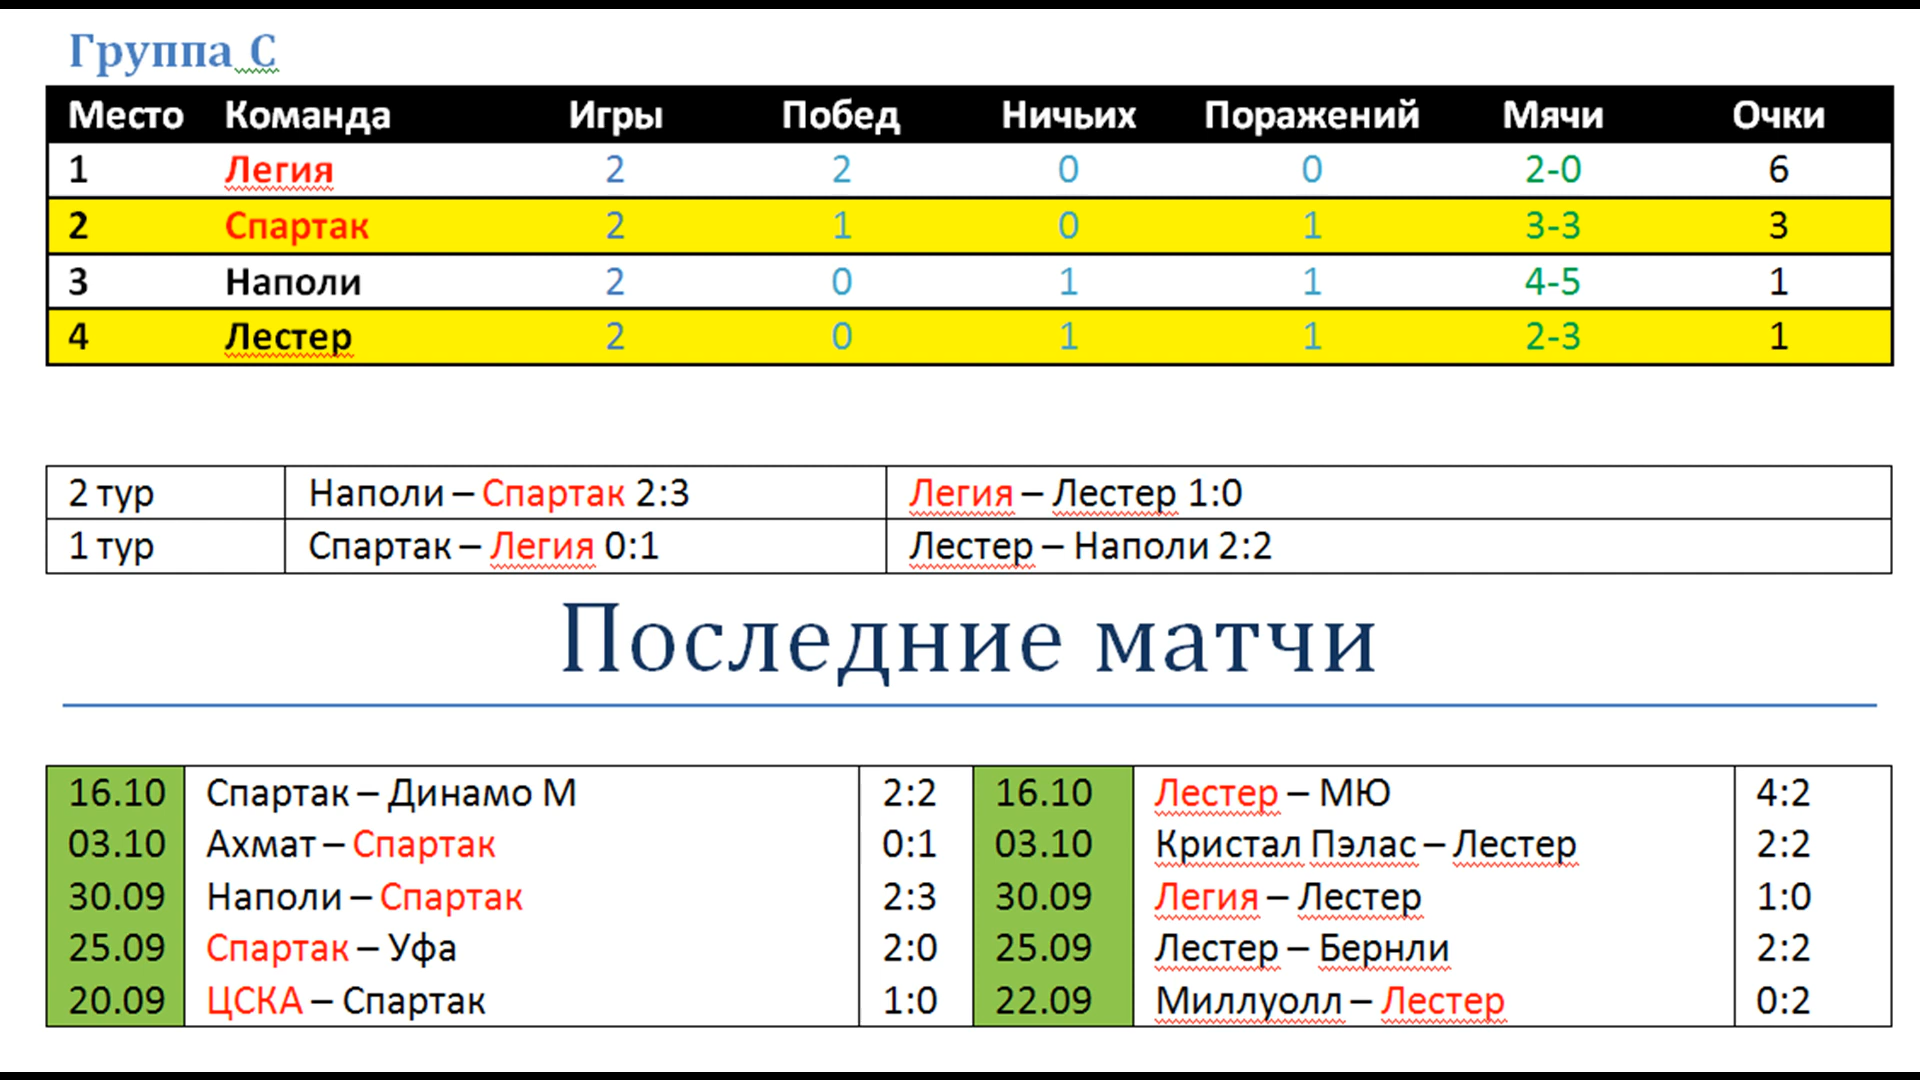 Группа С
Место Команда Игры Побед Ничьих Поражений Мячи Очки
1 Легия 2 2 0 0 2-0 6
2 Спартак 2 1 0 1 3-3 3
3 Наполи 2 0 1 1 4-5 1
4 Лестер 2 0 1 1 2-3 1
2 тур Наполи – Спартак 2:3 Легия – Лестер 1:0
1 тур Спартак – Легия 0:1 Лестер – Наполи 2:2
Последние матчи
16.10 Спартак – Динамо М 2:2 16.10 Лестер – МЮ 4:2
03.10 Ахмат – Спартак 0:1 03.10 Кристал Пэлас – Лестер 2:2
30.09 Наполи – Спартак 2:3 30.09 Легия – Лестер 1:0
25.09 Спартак – Уфа 2:0 25.09 Лестер – Бернли 2:2
20.09 ЦСКА – Спартак 1:0 22.09 Миллуолл – Лестер 0:2